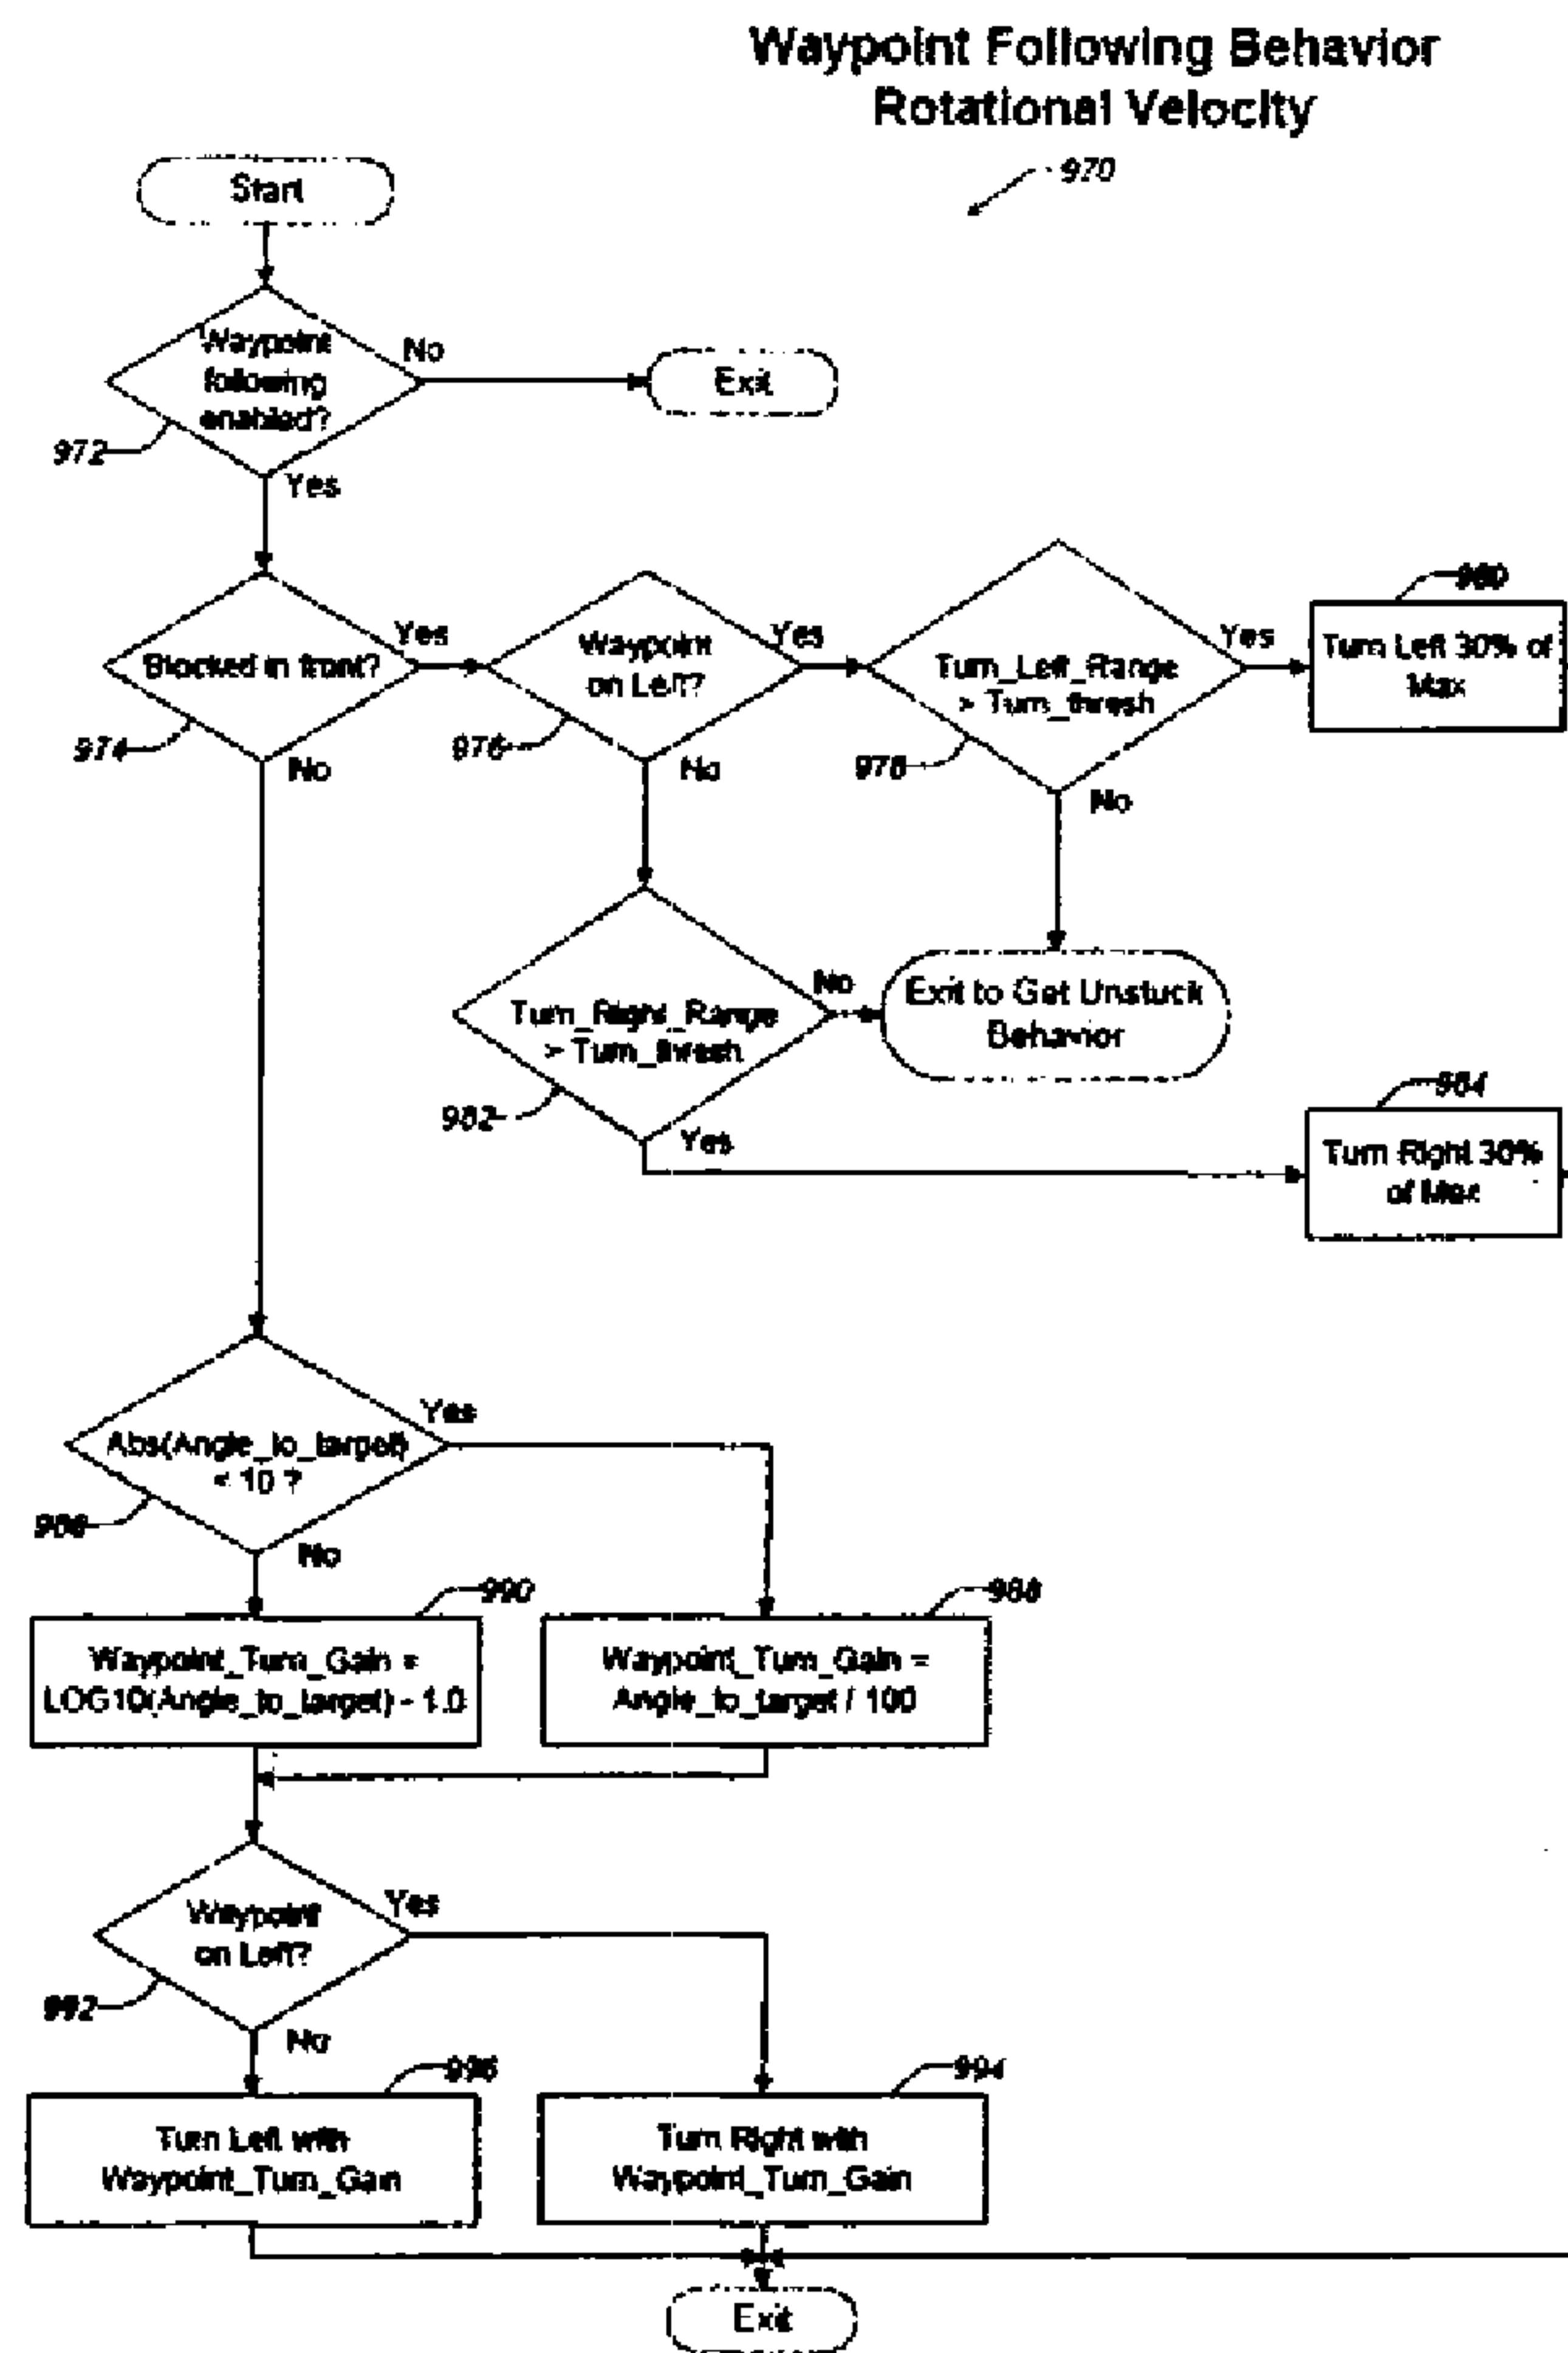 Waypoint Following Behavior
Rotational Velocity
970
Start
Waypoint
following
enabled?
No
Exit
972
Yes
Blocked in front?
Yes
974
No
Waypoint
on Left?
Yes
976
No
Turn_Left_Range
> Turn_thresh
Yes
978
No
980
Turn Left 30% of
Max
Turn_Right_Range
> Turn_thresh
No
982
Yes
Exit to Get Unstuck
Behavior
984
Turn Right 30%
of Max
Abs(Angle_to_target)
< 10 ?
Yes
986
No
990
Waypoint_Turn_Gain =
LOG10(Angle_to_target) - 1.0
988
Waypoint_Turn_Gain =
Angle_to_target / 100
Waypoint
on Left?
Yes
992
No
996
Turn Left with
Waypoint_Turn_Gain
994
Turn Right with
Waypoint_Turn_Gain
Exit